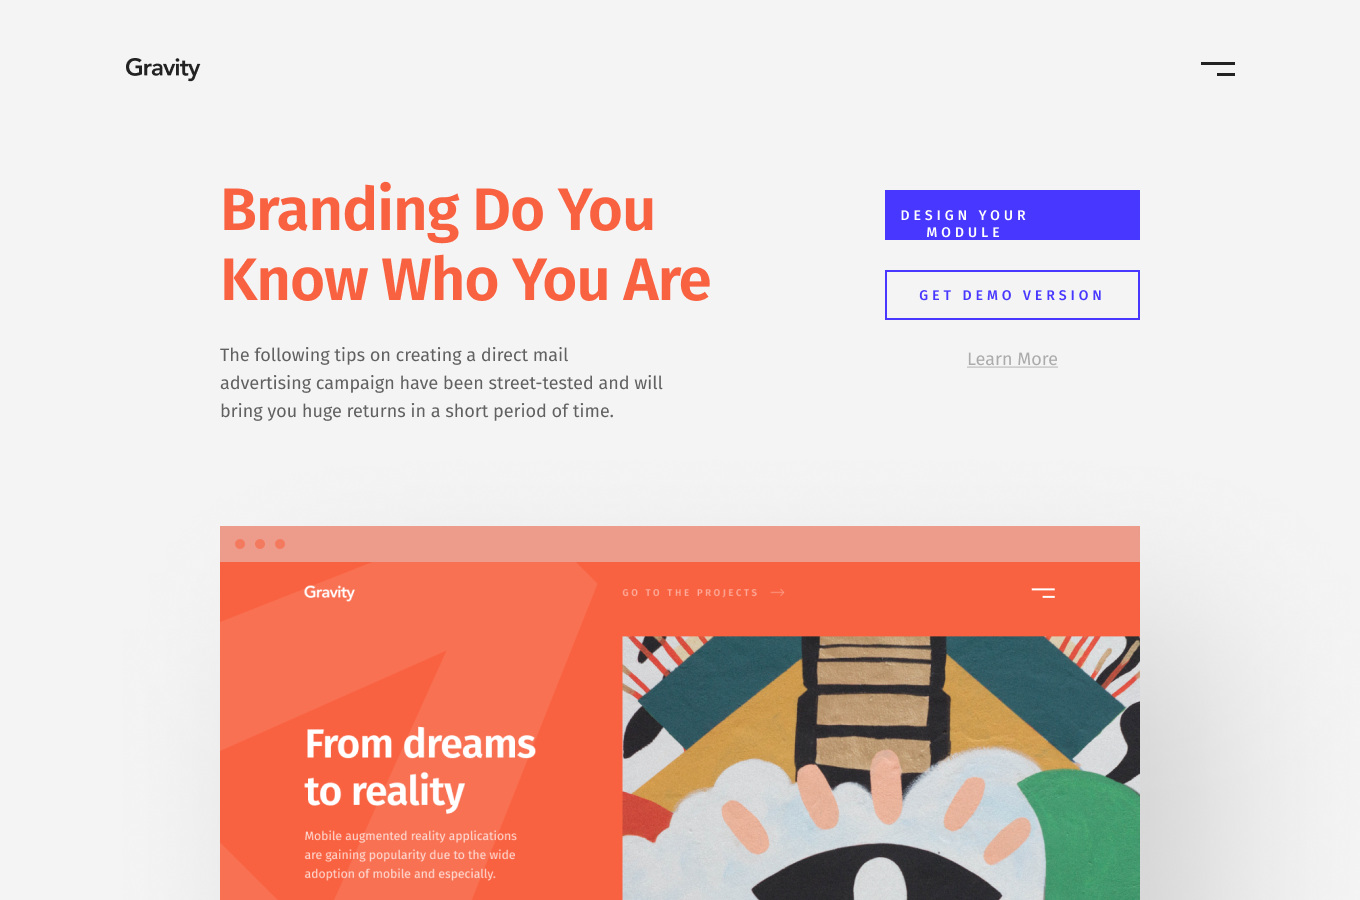 Gravity
Branding Do You
Know Who You Are
The following tips on creating a direct mail
advertising campaign have been street-tested and will
bring you huge returns in a short period of time.
DESIGN YOUR
MODULE
GET DEMO VERSION
Learn More
Gravity
GO TO THE PROJECTS
From dreams
to reality
Mobile augmented reality applications
are gaining popularity due to the wide
adoption of mobile and especially.